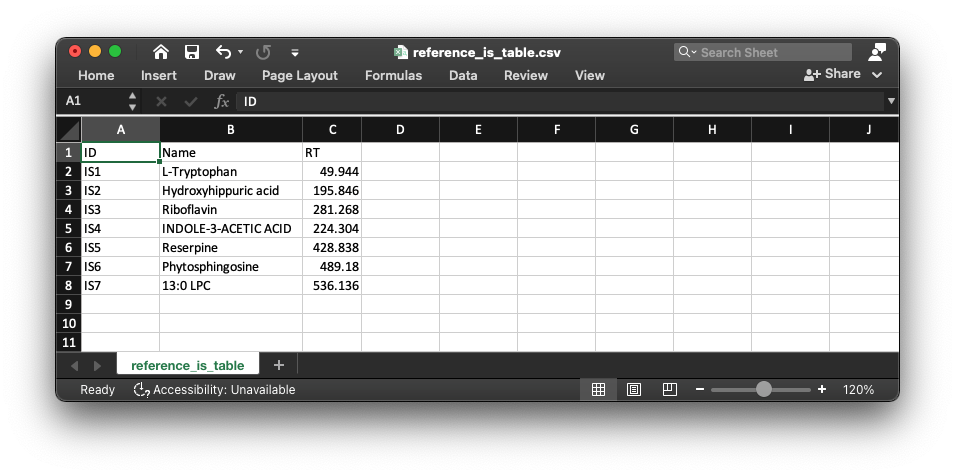 reference_is_table.csv
Search Sheet
Home Insert Draw Page Layout Formulas Data Review View Share
A1 fx ID
A B C D E F G H I J
1 ID Name RT
2 IS1 L-Tryptophan 49.944
3 IS2 Hydroxyhippuric acid 195.846
4 IS3 Riboflavin 281.268
5 IS4 INDOLE-3-ACETIC ACID 224.304
6 IS5 Reserpine 428.838
7 IS6 Phytosphingosine 489.18
8 IS7 13:0 LPC 536.136
9
10
11
reference_is_table
Ready Accessibility: Unavailable 120%